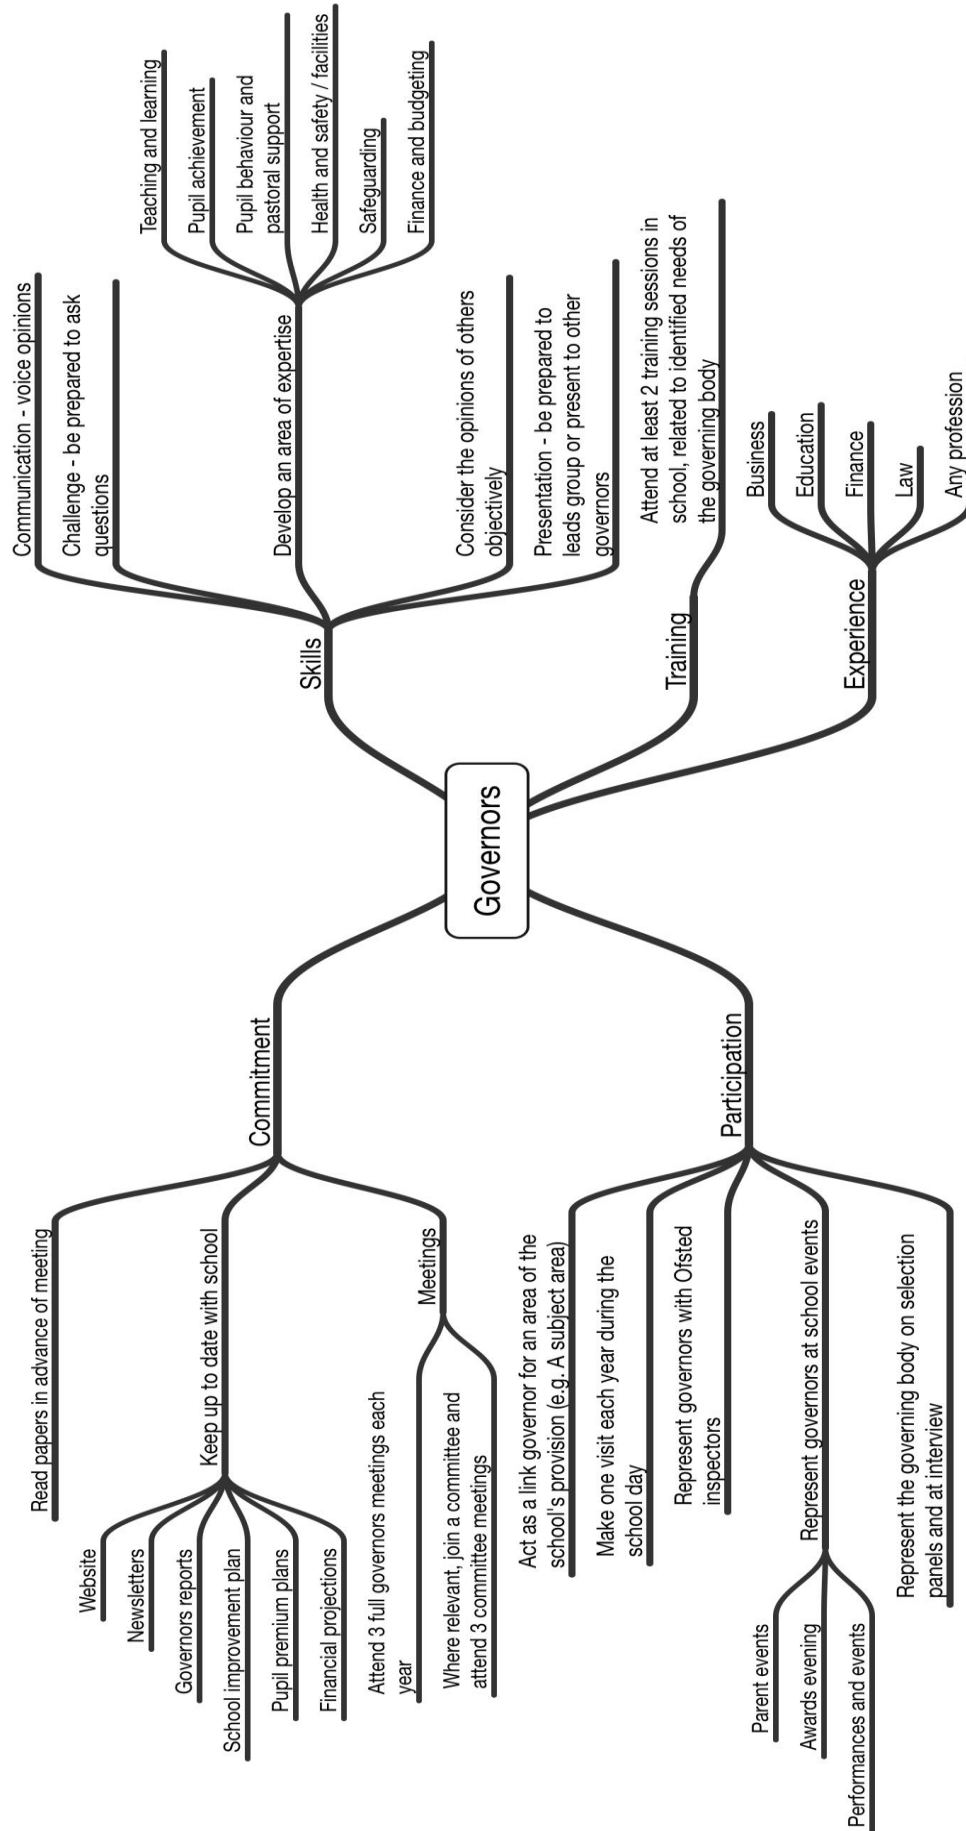 Governors
Commitment
Read papers in advance of meeting
Keep up to date with school
Website
Newsletters
Governors reports
School improvement plan
Pupil premium plans
Financial projections
Meetings
Attend 3 full governors meetings each
year
Where relevant, join a committee and
attend 3 committee meetings
Participation
Act as a link governor for an area of the
school's provision (e.g. A subject area)
Make one visit each year during the
school day
Represent governors with Ofsted
inspectors
Represent governors at school events
Parent events
Awards evening
Performances and events
Represent the governing body on selection
panels and at interview
Skills
Communication - voice opinions
Challenge - be prepared to ask
questions
Develop an area of expertise
Teaching and learning
Pupil achievement
Pupil behaviour and
pastoral support
Health and safety / facilities
Safeguarding
Finance and budgeting
Consider the opinions of others
objectively
Presentation - be prepared to
leads group or present to other
governors
Training
Attend at least 2 training sessions in
school, related to identified needs of
the governing body
Experience
Business
Education
Finance
Law
Any profession